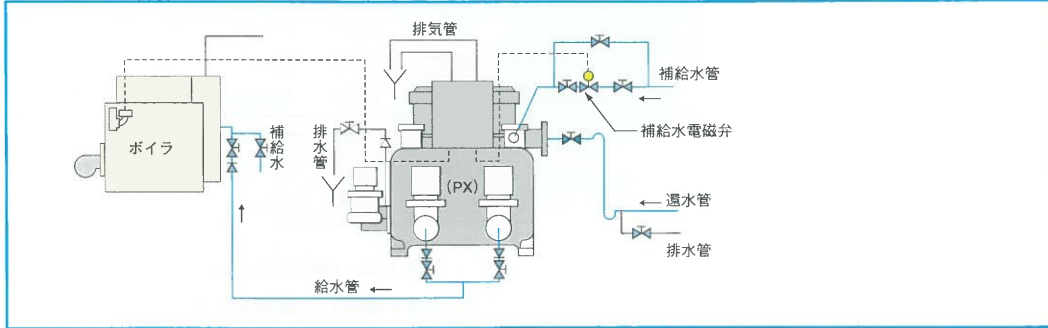 排気管
補給水管
補給水電磁弁
ボイラ
補給水
排水管
(PX)
還水管
排水管
給水管